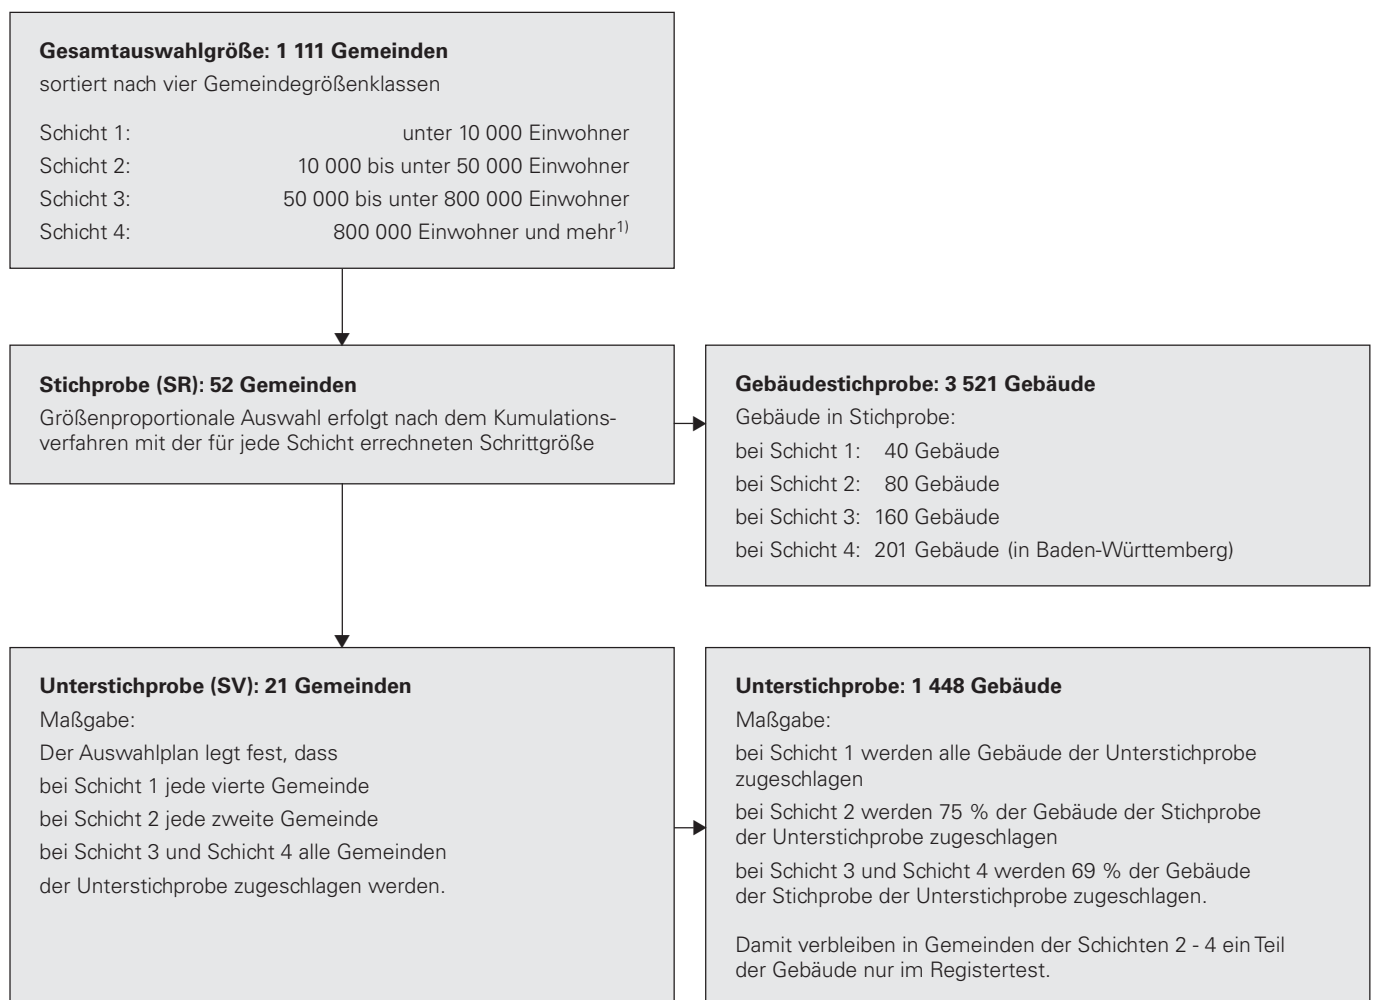 Gesamtauswahlgröße: 1 111 Gemeinden
sortiert nach vier Gemeindegrößenklassen
Schicht 1: unter 10 000 Einwohner
Schicht 2: 10 000 bis unter 50 000 Einwohner
Schicht 3: 50 000 bis unter 800 000 Einwohner
Schicht 4: 800 000 Einwohner und mehr1)
Stichprobe (SR): 52 Gemeinden
Größenproportionale Auswahl erfolgt nach dem Kumulations-
verfahren mit der für jede Schicht errechneten Schrittgröße
Gebäudestichprobe: 3 521 Gebäude
Gebäude in Stichprobe:
bei Schicht 1: 40 Gebäude
bei Schicht 2: 80 Gebäude
bei Schicht 3: 160 Gebäude
bei Schicht 4: 201 Gebäude (in Baden-Württemberg)
Unterstichprobe (SV): 21 Gemeinden
Maßgabe:
Der Auswahlplan legt fest, dass
bei Schicht 1 jede vierte Gemeinde
bei Schicht 2 jede zweite Gemeinde
bei Schicht 3 und Schicht 4 alle Gemeinden
der Unterstichprobe zugeschlagen werden.
Unterstichprobe: 1 448 Gebäude
Maßgabe:
bei Schicht 1 werden alle Gebäude der Unterstichprobe
zugeschlagen
bei Schicht 2 werden 75 % der Gebäude der Stichprobe
der Unterstichprobe zugeschlagen
bei Schicht 3 und Schicht 4 werden 69 % der Gebäude
der Stichprobe der Unterstichprobe zugeschlagen.
Damit verbleiben in Gemeinden der Schichten 2 - 4 ein Teil
der Gebäude nur im Registertest.